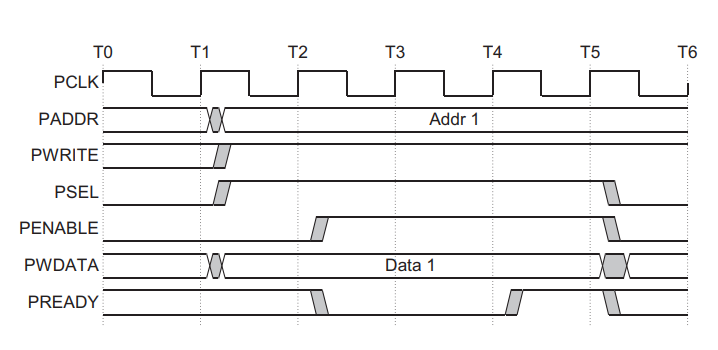 T0 T1 T2 T3 T4 T5 T6
PCLK
PADDR Addr 1
PWRITE
PSEL
PENABLE
PWDATA Data 1
PREADY